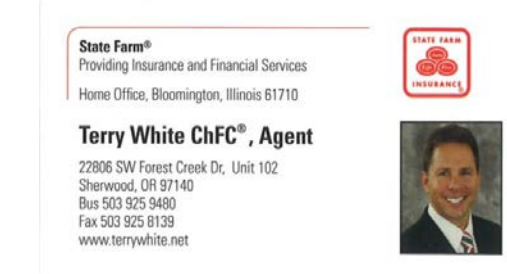 State Farm®
Providing Insurance and Financial Services
Home Office, Bloomington, Illinois 61710
STATE FARM
INSURANCE
Terry White ChFC®, Agent
22806 SW Forest Creek Dr, Unit 102
Sherwood, OR 97140
Bus 503 925 9480
Fax 503 925 8139
www.terrywhite.net